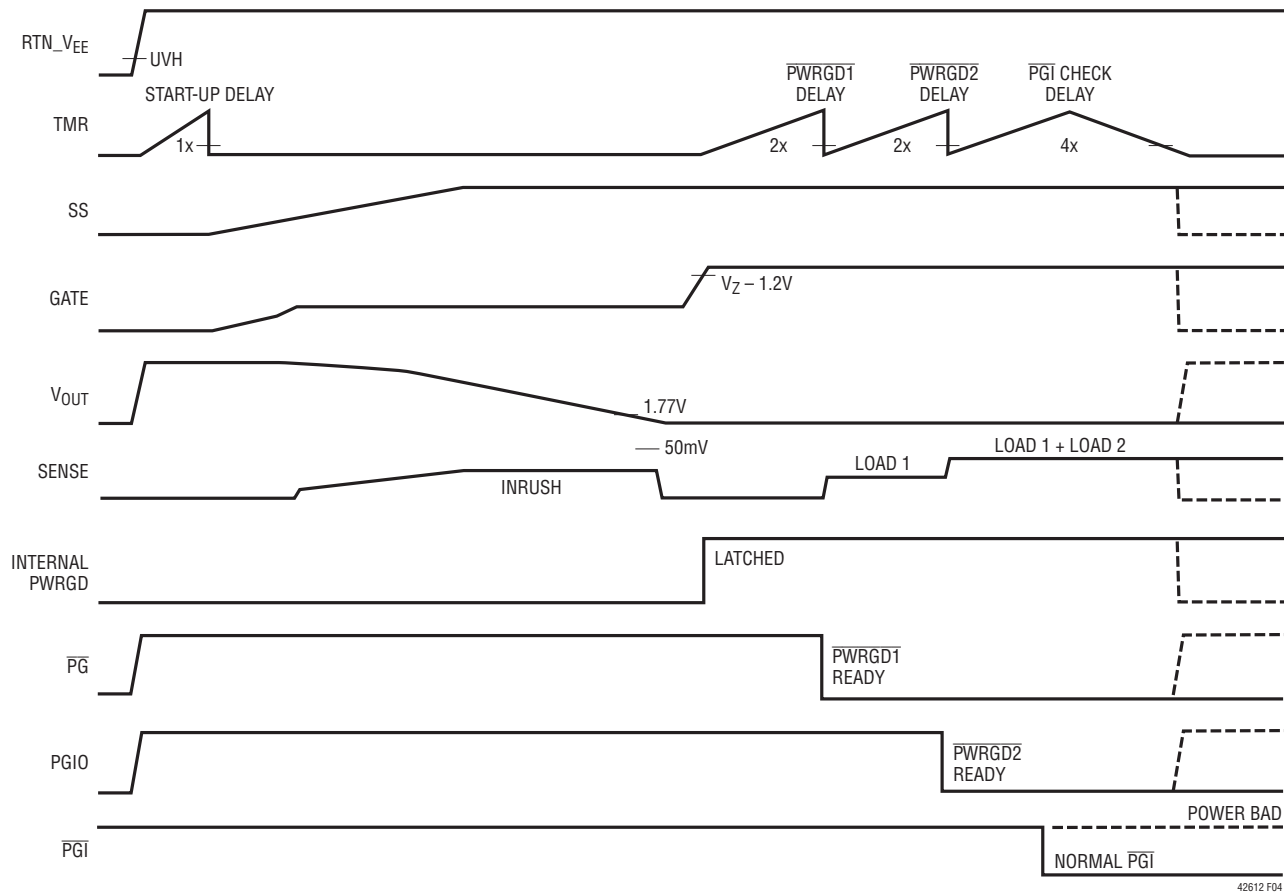 RTN_VEE
UVH
START-UP DELAY
PWRGD1
DELAY
PWRGD2
DELAY
PGI CHECK
DELAY
TMR
1x
2x
2x
4x
SS
GATE
VZ – 1.2V
VOUT
1.77V
50mV
SENSE
INRUSH
LOAD 1
LOAD 1 + LOAD 2
INTERNAL
PWRGD
LATCHED
PG
PWRGD1
READY
PGIO
PWRGD2
READY
POWER BAD
PGI
NORMAL PGI
42612 F04